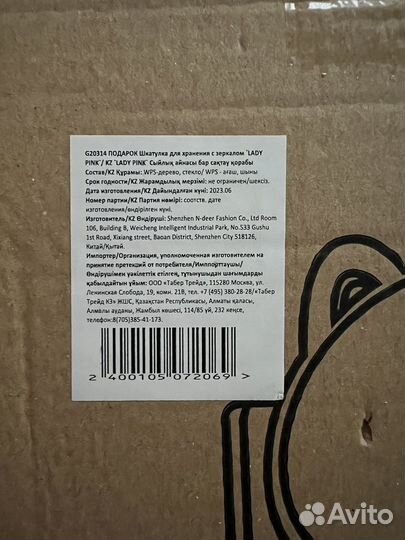 G20314 ПОДАРОК Шкатулка для хранения с зеркалом `LADY
PINK`/ KZ `LADY PINK` Сыйлық айнасы бар сақтау қорабы
Состав/KZ Құрамы: WPS-дерево, стекло/ WPS - ағаш, шыны
Срок годности/KZ Жарамдылық мерзімі: не ограничен/шексіз.
Дата изготовления/KZ Дайындалған күні: 2023.06
Номер партии/KZ Партия нөмірі: соотств. дате
изготовления/өндірілген күні.
Изготовитель/KZ Өндіруші: Shenzhen N-deer Fashion Co., Ltd Room
106, Building B, Weicheng Intelligent Industrial Park, No.533 Gushu
1st Road, Xixiang street, Baoan District, Shenzhen City 518126,
Китай/Қытай.
Импортер/Организация, уполномоченная изготовителем на
принятие претензий от потребителя/Импорттаушы/
Өндірушімен уәкілеттік етілген, тұтынушыдан шағымдарды
қабылдайтын ұйым: ООО «Табер Трейд», 115280 Москва, ул.
Ленинская Слобода, 19, комн. 21В, тел. +7 (495) 380-28-28/«Табер
Трейд КЗ» ЖШС, Қазақстан Республикасы, Алматы қаласы,
Алмалы ауданы, Жамбыл көшесі, 114/85 үй, 232 кеңсе,
телефон:8(705)385-41-173.
2 400105 072069 >
Avito